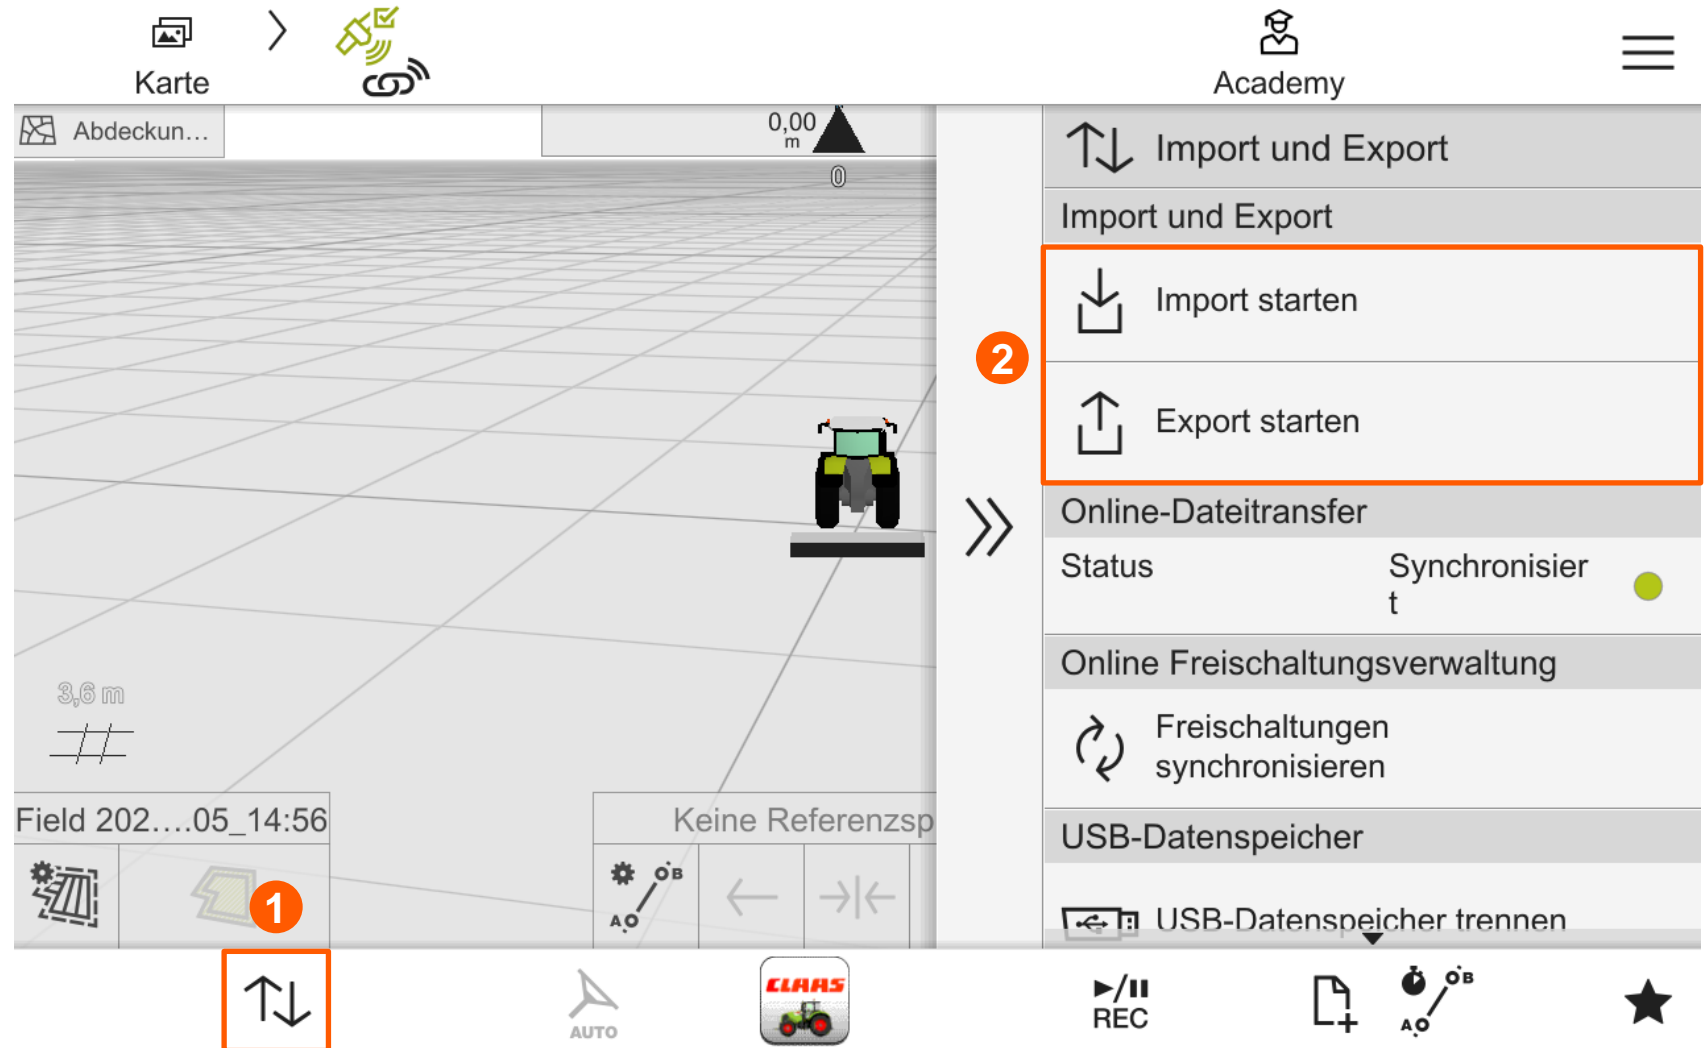 Karte
Academy
Abdeckun...
0,00
m
0
Import und Export
Import und Export
Import starten
2
Export starten
Online-Dateitransfer
Status
Synchronisier
t
Online Freischaltungsverwaltung
3,6 m
Freischaltungen
synchronisieren
Field 202....05_14:56
Keine Referenzsp
USB-Datenspeicher
B
A
1
USB-Datenspeicher trennen
AUTO
CLAAS
REC
B
A